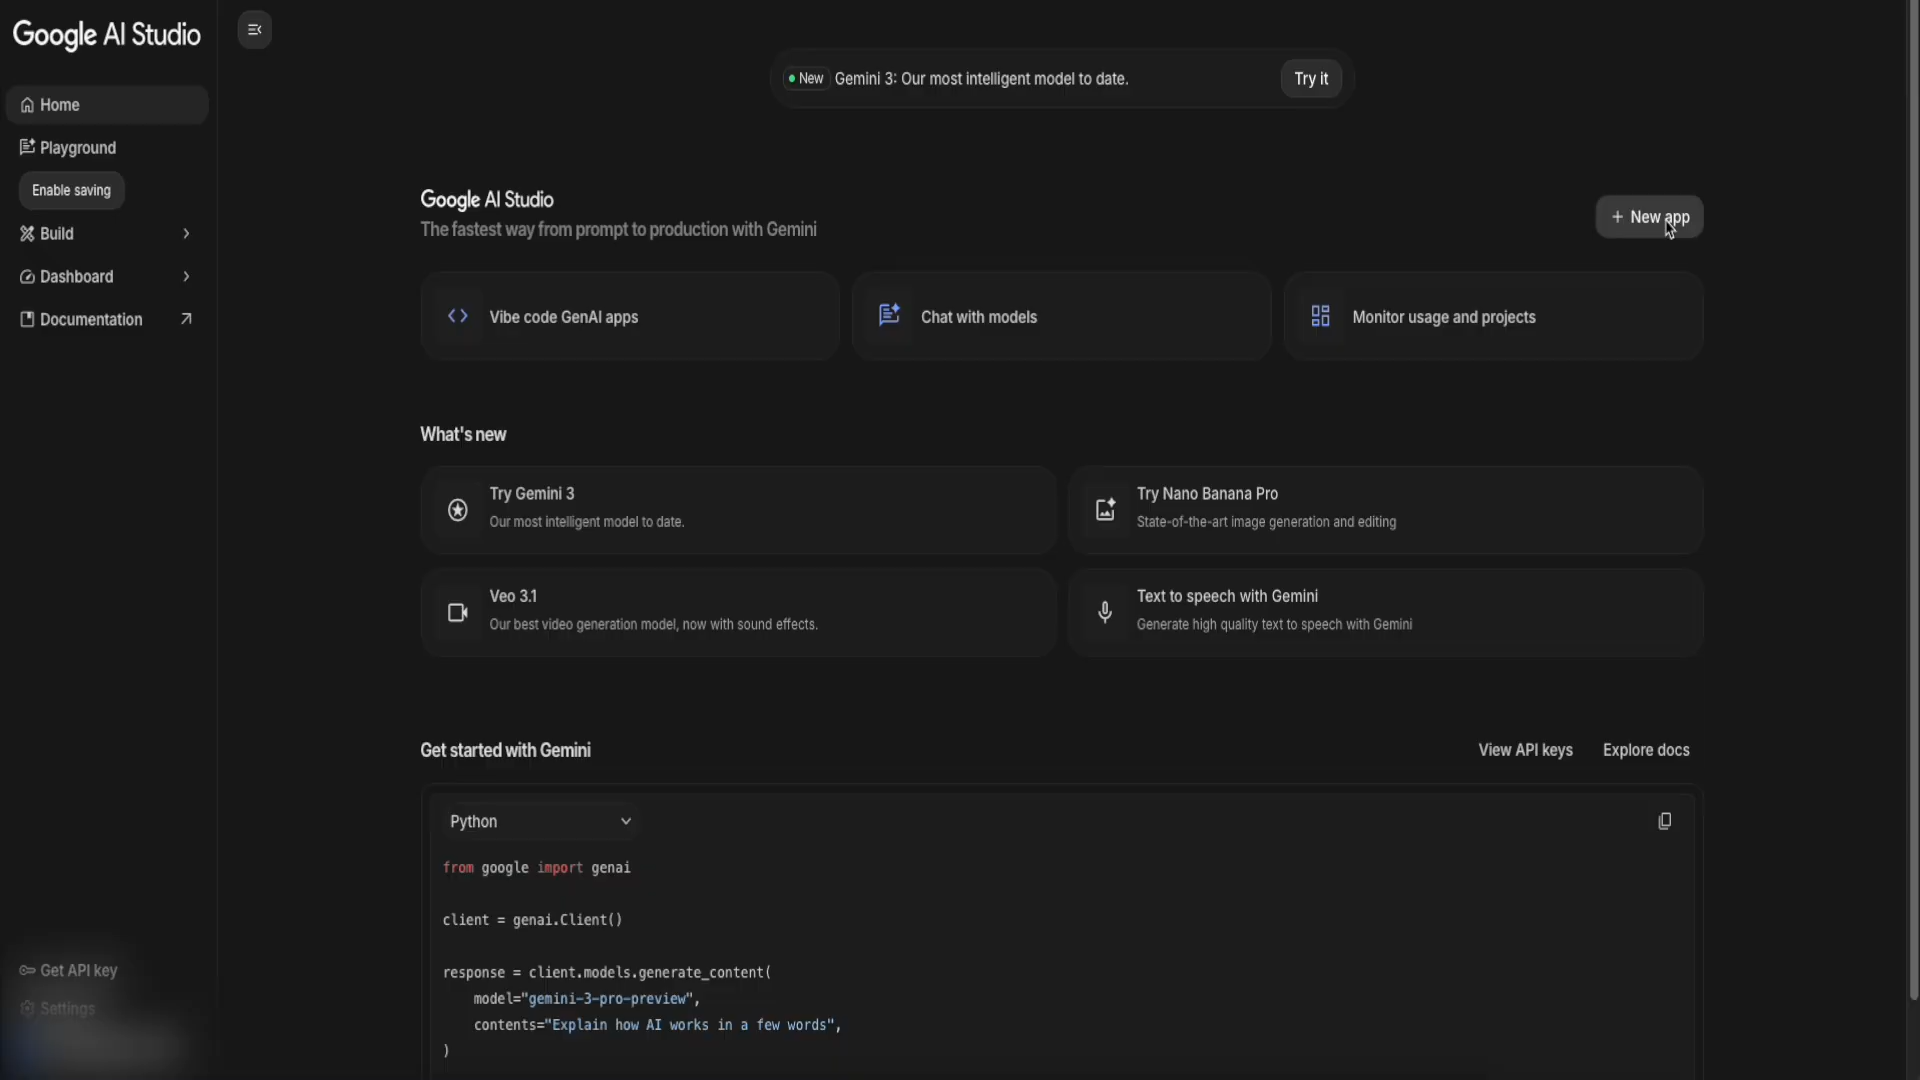 Google AI Studio
Home
Playground
Enable saving
Build
Dashboard
Documentation
Get API key
Settings
New Gemini 3: Our most intelligent model to date. Try it
Google AI Studio
The fastest way from prompt to production with Gemini
+ New app
Vibe code GenAI apps
Chat with models
Monitor usage and projects
What's new
Try Gemini 3
Our most intelligent model to date.
Try Nano Banana Pro
State-of-the-art image generation and editing
Veo 3.1
Our best video generation model, now with sound effects.
Text to speech with Gemini
Generate high quality text to speech with Gemini
Get started with Gemini
View API keys
Explore docs
Python
from google import genai
client = genai.Client()
response = client.models.generate_content(
model="gemini-3-pro-preview",
contents="Explain how AI works in a few words",
)